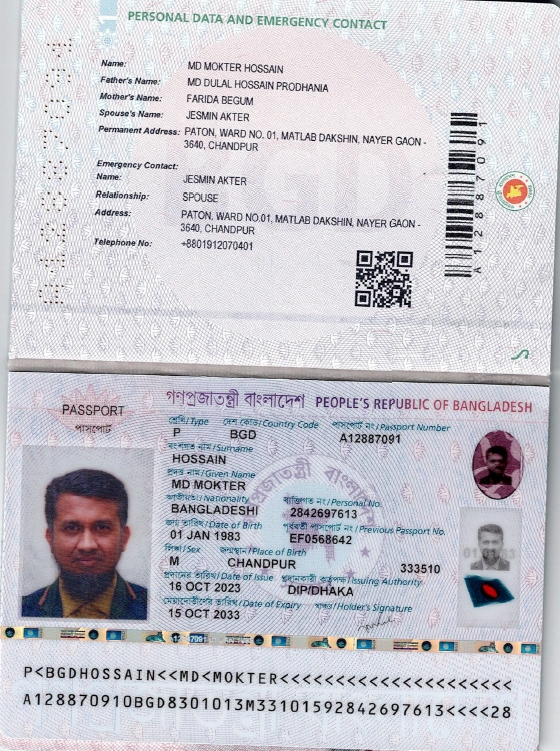 PERSONAL DATA AND EMERGENCY CONTACT
Name: MD MOKTER HOSSAIN
Father's Name: MD DULAL HOSSAIN PRODHANIA
Mother's Name: FARIDA BEGUM
Spouse's Name: JESMIN AKTER
Permanent Address: PATON, WARD NO. 01, MATLAB DAKSHIN, NAYER GAON -
3640, CHANDPUR
Emergency Contact:
Name: JESMIN AKTER
Relationship: SPOUSE
Address: PATON, WARD NO.01, MATLAB DAKSHIN, NAYER GAON -
3640, CHANDPUR
Telephone No: +8801912070401
A12887091
গণপ্রজাতন্ত্রী বাংলাদেশ PEOPLE'S REPUBLIC OF BANGLADESH
PASSPORT
পাসপোর্ট
শ্রেণি/Type দেশ কোড/Country Code পাসপোর্ট নং/Passport Number
P BGD A12887091
বংশগত নাম/Surname
HOSSAIN
প্রদত্ত নাম/Given Name
MD MOKTER
জাতীয়তা/Nationality ব্যক্তিগত নং/Personal No.
BANGLADESHI 2842697613
জন্ম তারিখ/Date of Birth পূর্ববর্তী পাসপোর্ট নং/Previous Passport No.
01 JAN 1983 EF0568642
লিঙ্গ/Sex জন্মস্থান/Place of Birth
M CHANDPUR 333510
প্রদানের তারিখ/Date of Issue প্রদানকারী কর্তৃপক্ষ/Issuing Authority
16 OCT 2023 DIP/DHAKA
মেয়াদোত্তীর্ণের তারিখ/Date of Expiry স্বাক্ষর/Holder's Signature
15 OCT 2033
P<BGDHOSSAIN<<MD<MOKTER<<<<<<<<<<<<<<<<<<<<<
A128870910BGD8301013M33101592842697613<<<<28